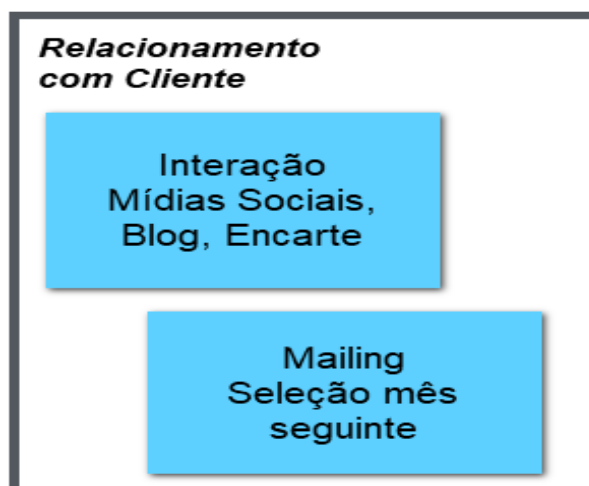 Relacionamento
com Cliente
Interação
Mídias Sociais,
Blog, Encarte
Mailing
Seleção mês
seguinte